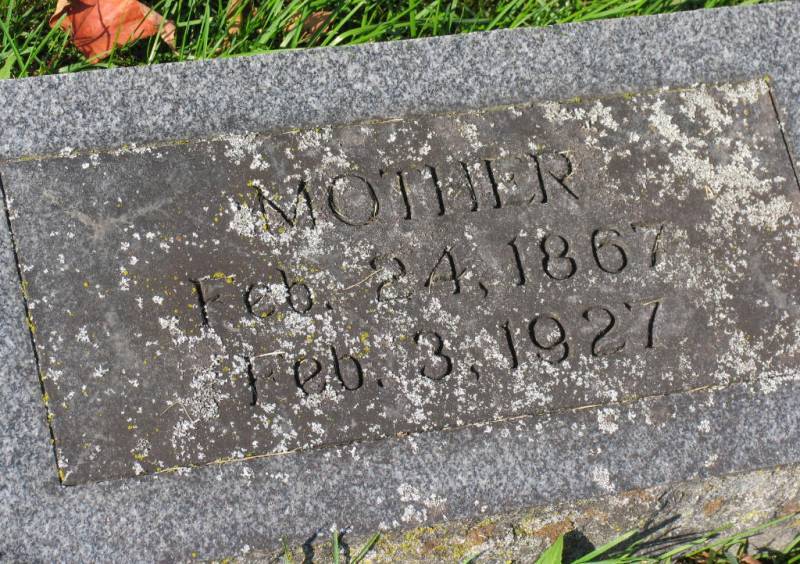 MOTHER
Feb. 24, 1867
Feb. 3, 1927